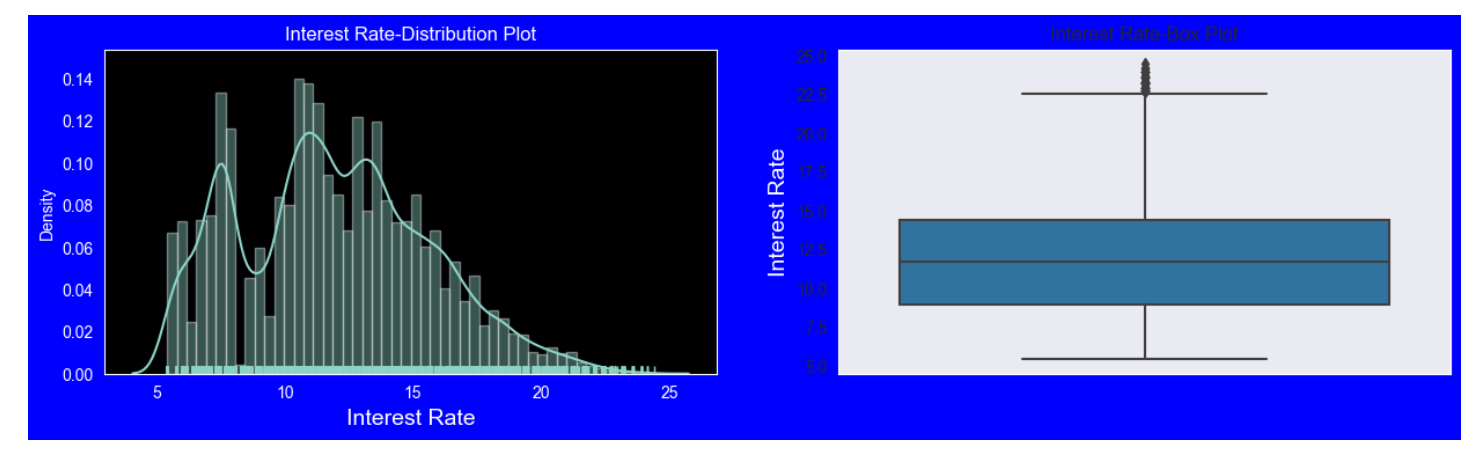 Interest Rate-Distribution Plot
0.14
0.12
0.10
0.08
0.06
0.04
0.02
0.00
Density
5 10 15 20 25
Interest Rate
Interest Rate-Box Plot
25.0
22.5
20.0
17.5
15.0
12.5
10.0
7.5
5.0
Interest Rate